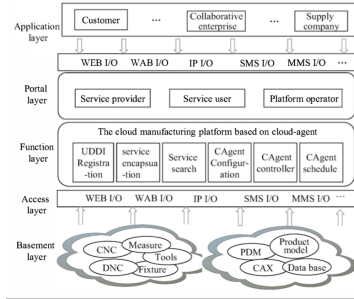 Application layer
Customer ... Collaborative enterprise ... Supply company
WEB I/O WAB I/O IP I/O SMS I/O MMS I/O ...
Portal layer
Service provider Service user Platform operator
Function layer
The cloud manufacturing platform based on cloud-agent
UDDI Registra-tion
service encapsua-tion
Service search
CAgent Configur-ation
CAgent controller
CAgent schedule
Access layer
WEB I/O WAB I/O IP I/O SMS I/O MMS I/O ...
Basement layer
CNC Measure Tools DNC Fixture
PDM Product model CAX Data base